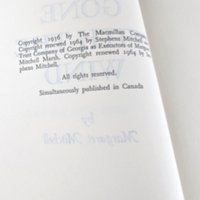 GONE
Copyright 1936 by The Macmillan Company
Copyright renewed 1964 by Stephens Mitchell
Trust Company of Georgia as Executors of Margaret
Mitchell Marsh. Copyright renewed 1964 by
Stephens Mitchell.
All rights reserved.
WIND
Simultaneously published in Canada
by
Margaret Mitchell